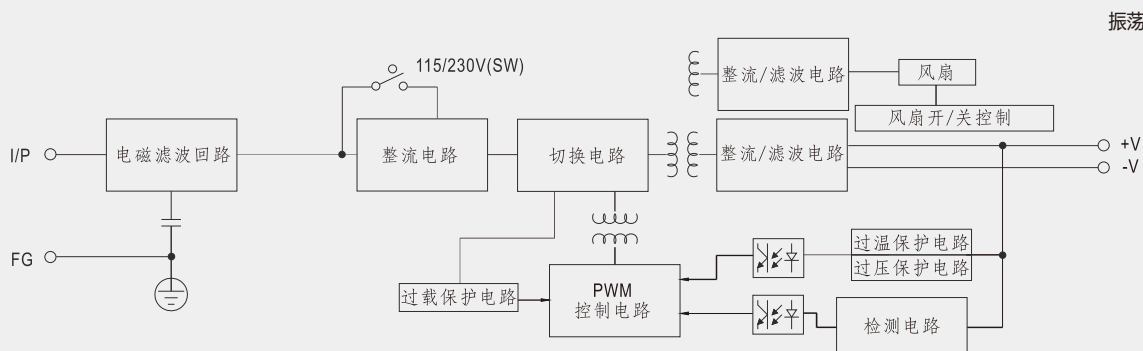 振荡
115/230V(SW)
整流/滤波电路
风扇
风扇开/关控制
I/P
电磁滤波回路
整流电路
切换电路
整流/滤波电路
+V
-V
FG
过温保护电路
过压保护电路
过载保护电路
PWM
控制电路
检测电路